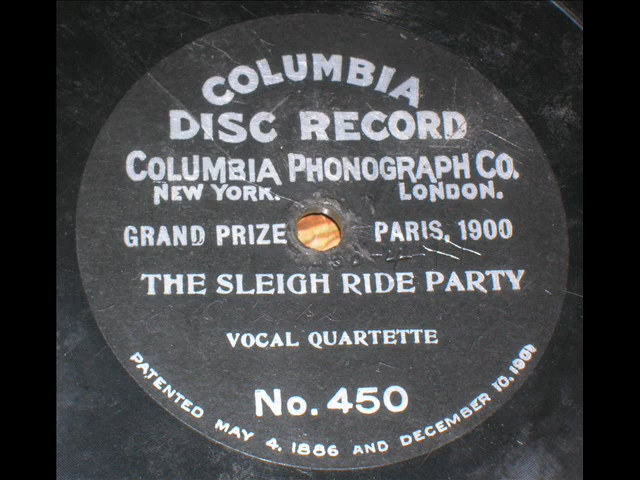 COLUMBIA
DISC RECORD
COLUMBIA PHONOGRAPH CO.
NEW YORK. LONDON.
GRAND PRIZE PARIS, 1900
THE SLEIGH RIDE PARTY
VOCAL QUARTETTE
No. 450
PATENTED MAY 4, 1886 AND DECEMBER 10, 1901